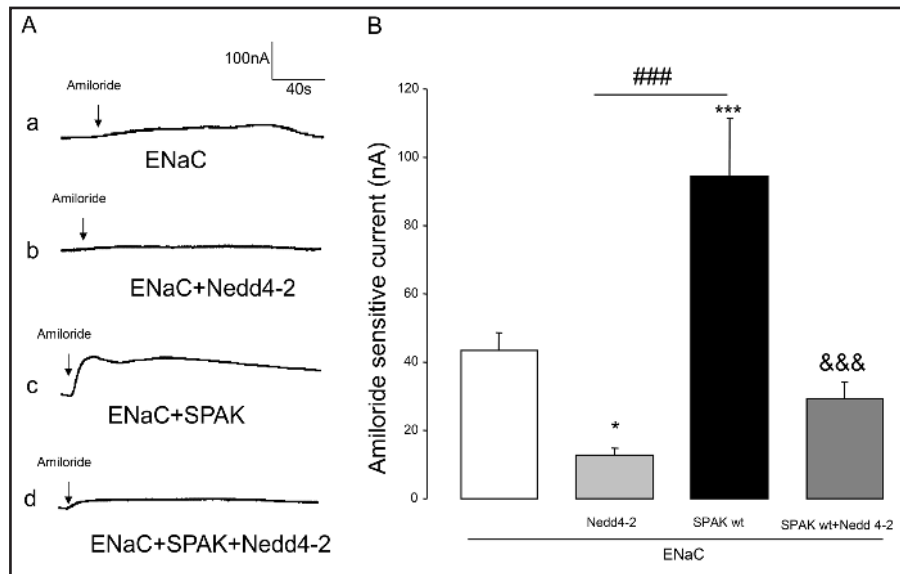 A
100nA
40s
Amiloride
a
ENaC
Amiloride
b
ENaC+Nedd4-2
Amiloride
c
ENaC+SPAK
Amiloride
d
ENaC+SPAK+Nedd4-2
B
Amiloride sensitive current (nA)
120
100
80
60
40
20
0
###
***
*
&&&
Nedd4-2 SPAK wt SPAK wt+Nedd 4-2
ENaC